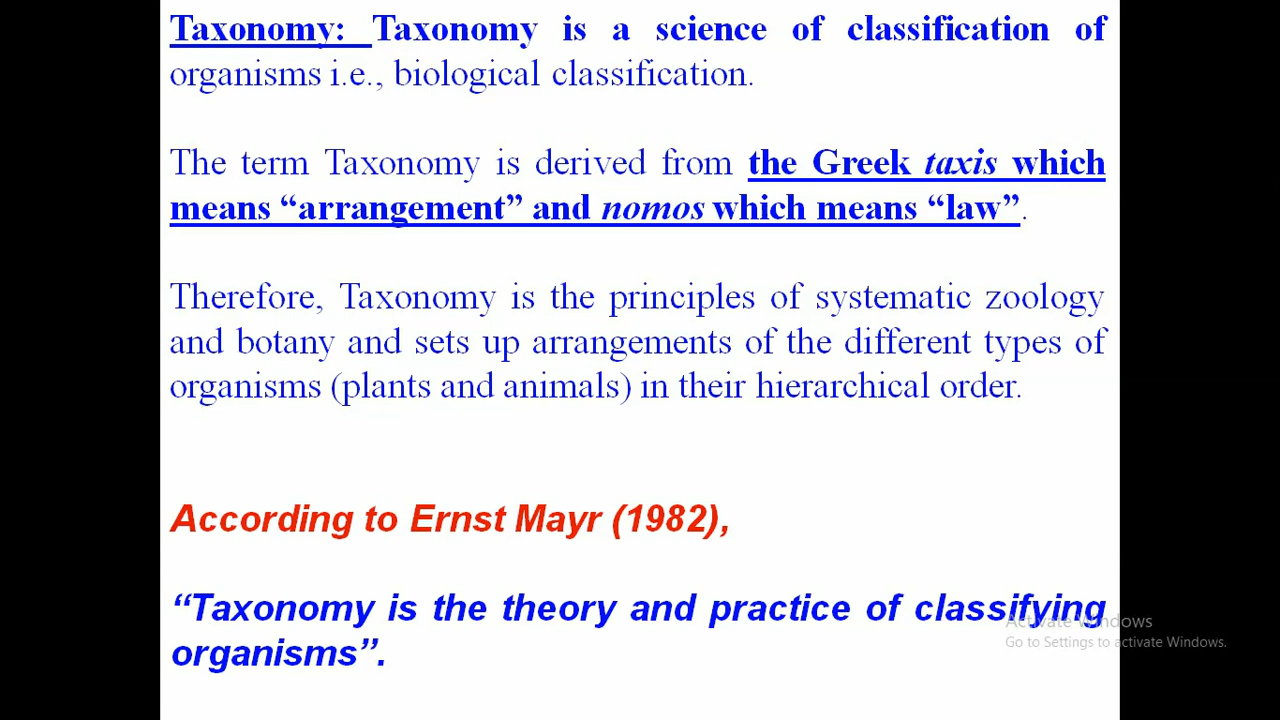 Taxonomy: Taxonomy is a science of classification of
organisms i.e., biological classification.
The term Taxonomy is derived from the Greek taxis which
means “arrangement” and nomos which means “law”.
Therefore, Taxonomy is the principles of systematic zoology
and botany and sets up arrangements of the different types of
organisms (plants and animals) in their hierarchical order.
According to Ernst Mayr (1982),
“Taxonomy is the theory and practice of classifying
organisms”.
Activate Windows
Go to Settings to activate Windows.